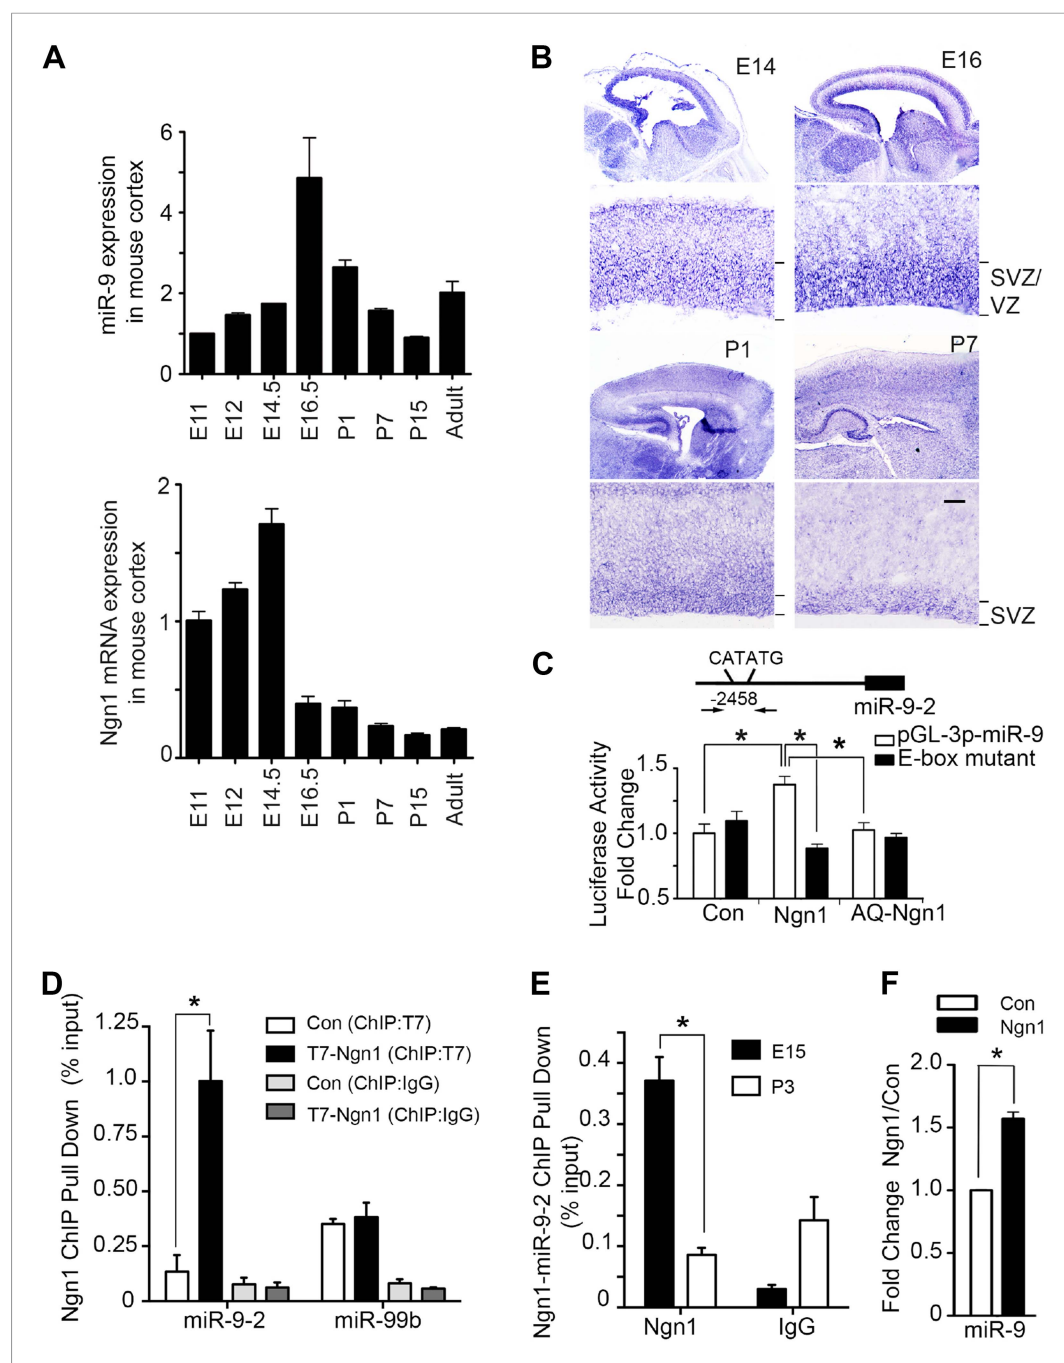 A
miR-9 expression
in mouse cortex
6
4
2
0
E11
E12
E14.5
E16.5
P1
P7
P15
Adult
Ngn1 mRNA expression
in mouse cortex
2
1
0
E11
E12
E14.5
E16.5
P1
P7
P15
Adult
B
E14
E16
SVZ/
VZ
P1
P7
SVZ
C
CATATG
-2458
miR-9-2
pGL-3p-miR-9
E-box mutant
* * *
Luciferase Activity
Fold Change
1.5
1.0
0.5
Con
Ngn1
AQ-Ngn1
D
Ngn1 ChIP Pull Down (% input)
1.25
1.0
0.75
0.50
0.25
0
*
Con (ChIP:T7)
T7-Ngn1 (ChIP:T7)
Con (ChIP:IgG)
T7-Ngn1 (ChIP:IgG)
miR-9-2
miR-99b
E
Ngn1-miR-9-2 ChIP Pull Down
(% input)
0.4
0.3
0.2
0.1
0
*
E15
P3
Ngn1
IgG
F
Con
Ngn1
Fold Change Ngn1/Con
2.0
1.5
1.0
0.5
0
*
miR-9